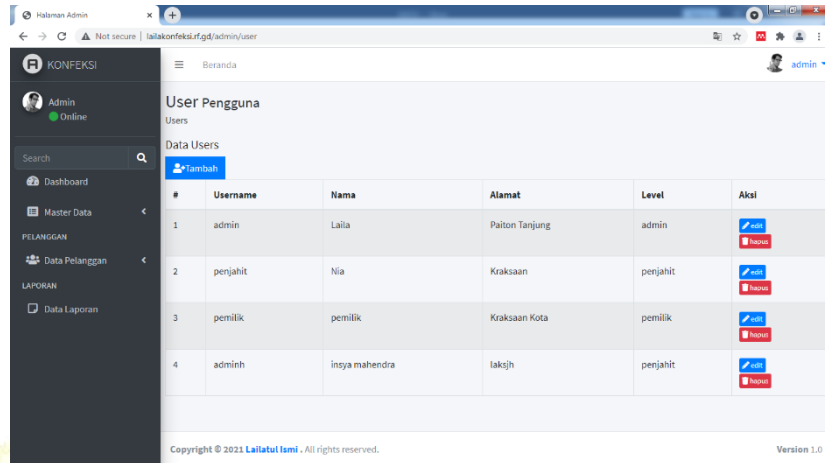 Halaman Admin
Not secure | lailakonfeksi.rf.gd/admin/user
KONFEKSI
Beranda
admin
Admin
Online
Search
Dashboard
Master Data
PELANGGAN
Data Pelanggan
LAPORAN
Data Laporan
User Pengguna
Users
Data Users
Tambah
# Username Nama Alamat Level Aksi
1 admin Laila Paiton Tanjung admin edit
hapus
2 penjahit Nia Kraksaan penjahit edit
hapus
3 pemilik pemilik Kraksaan Kota pemilik edit
hapus
4 adminh insya mahendra laksjh penjahit edit
hapus
Copyright © 2021 Lailatul Ismi . All rights reserved. Version 1.0